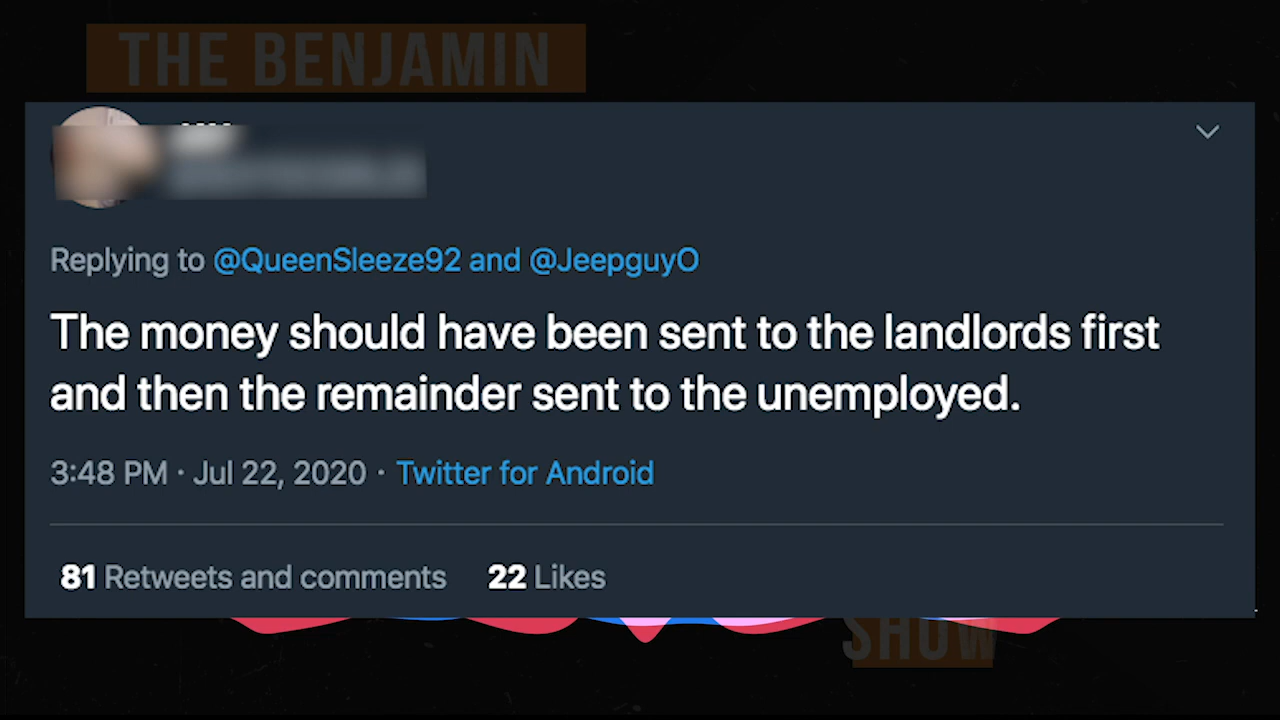 THE BENJAMIN
Replying to @QueenSleeze92 and @JeepguyO
The money should have been sent to the landlords first
and then the remainder sent to the unemployed.
3:48 PM · Jul 22, 2020 · Twitter for Android
81 Retweets and comments 22 Likes
SHOW